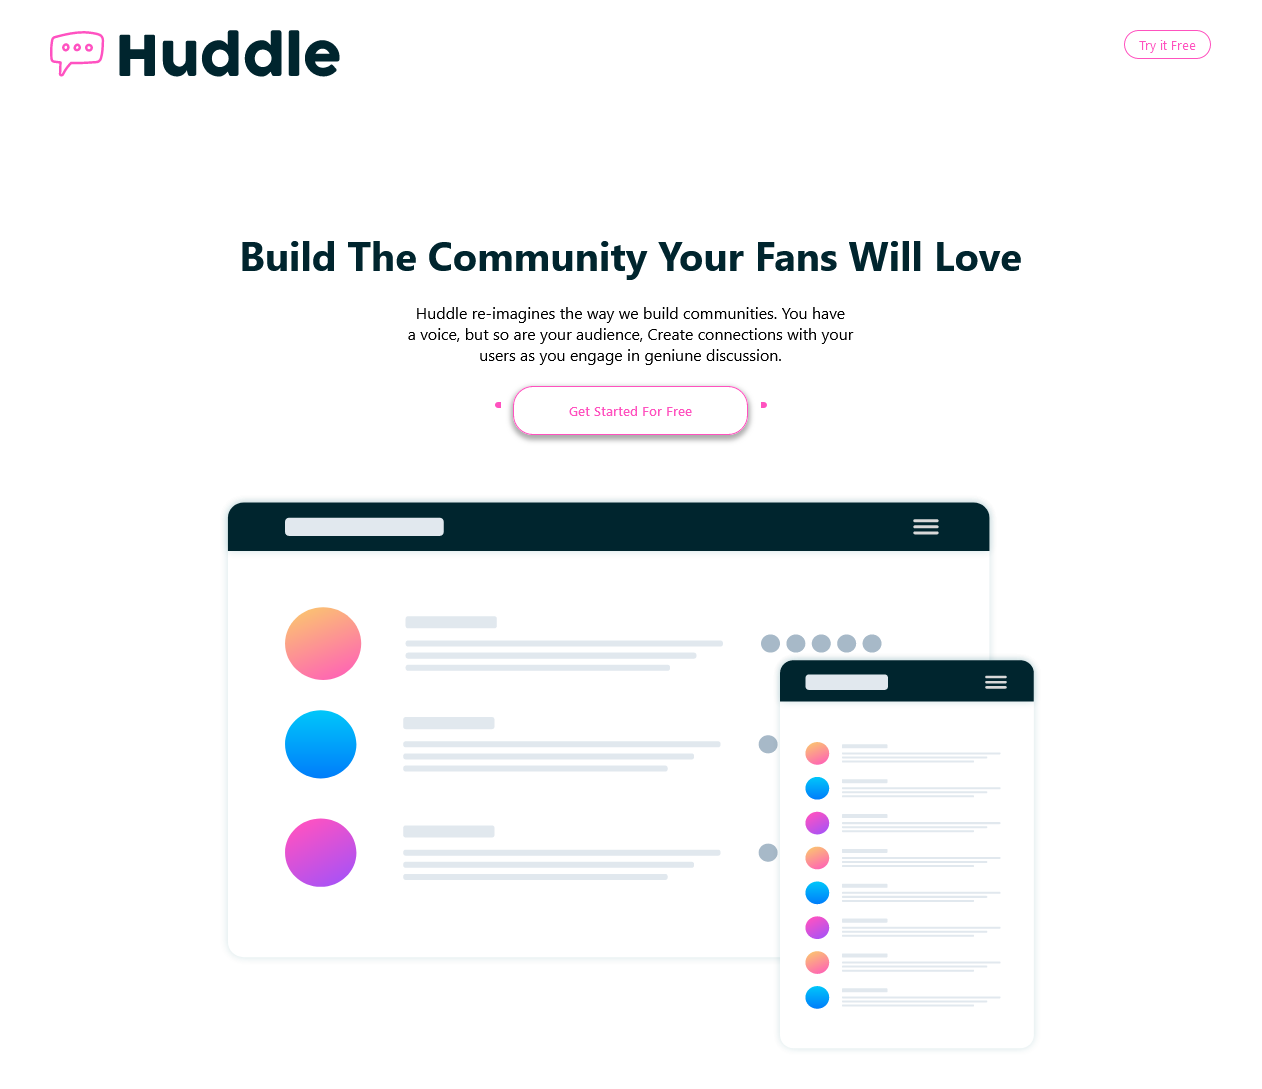 Huddle
Try it Free
Build The Community Your Fans Will Love
Huddle re-imagines the way we build communities. You have
a voice, but so are your audience, Create connections with your
users as you engage in geniune discussion.
Get Started For Free